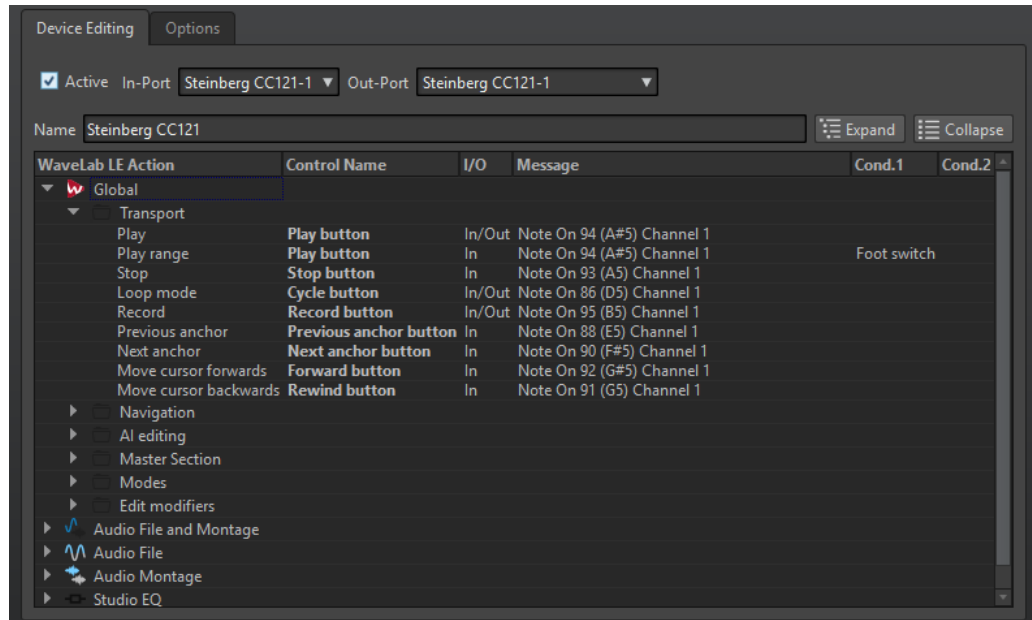 Device Editing Options
Active In-Port Steinberg CC121-1 Out-Port Steinberg CC121-1
Name Steinberg CC121 Expand Collapse
WaveLab LE Action Control Name I/O Message Cond.1 Cond.2
Global
Transport
Play Play button In/Out Note On 94 (A#5) Channel 1
Play range Play button In Note On 94 (A#5) Channel 1 Foot switch
Stop Stop button In Note On 93 (A5) Channel 1
Loop mode Cycle button In/Out Note On 86 (D5) Channel 1
Record Record button In/Out Note On 95 (B5) Channel 1
Previous anchor Previous anchor button In Note On 88 (E5) Channel 1
Next anchor Next anchor button In Note On 90 (F#5) Channel 1
Move cursor forwards Forward button In Note On 92 (G#5) Channel 1
Move cursor backwards Rewind button In Note On 91 (G5) Channel 1
Navigation
AI editing
Master Section
Modes
Edit modifiers
Audio File and Montage
Audio File
Audio Montage
Studio EQ